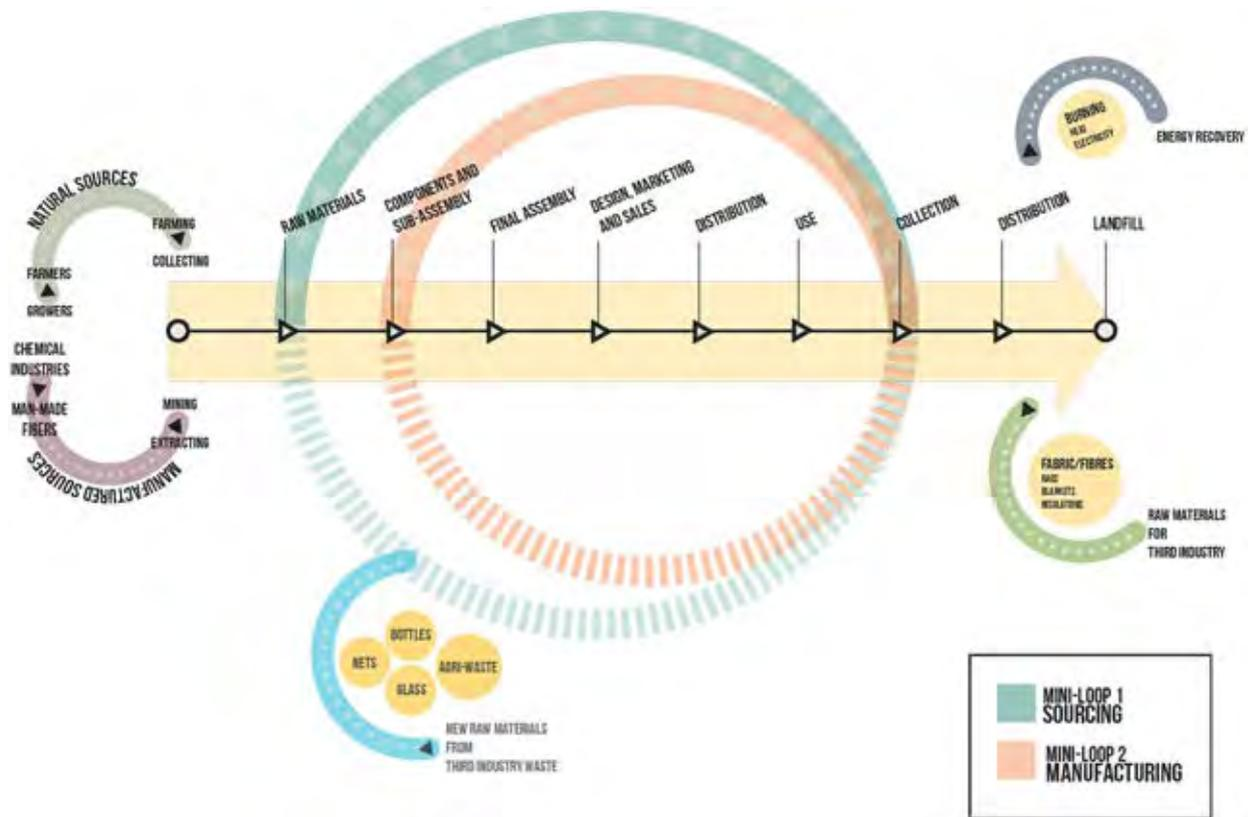 NATURAL SOURCES
FARMING
COLLECTING
FARMERS
GROWERS
CHEMICAL
INDUSTRIES
MAN-MADE
FIBERS
MINING
EXTRACTING
MANUFACTURED SOURCES
RAW MATERIALS
COMPONENTS AND
SUB-ASSEMBLY
FINAL ASSEMBLY
DESIGN, MARKETING
AND SALES
DISTRIBUTION
USE
COLLECTION
DISTRIBUTION
LANDFILL
BURNING
HEAT
ELECTRICITY
ENERGY RECOVERY
FABRIC/FIBRES
RAGS
BLANKETS
INSULATIONS
RAW MATERIALS
FOR
THIRD INDUSTRY
BOTTLES
NETS
AGRI-WASTE
GLASS
NEW RAW MATERIALS
FROM
THIRD INDUSTRY WASTE
MINI-LOOP 1
SOURCING
MINI-LOOP 2
MANUFACTURING